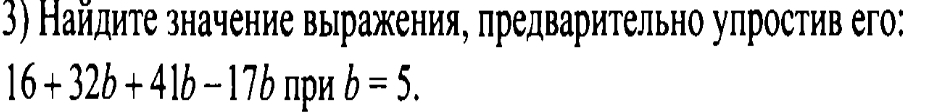 3) Найдите значение выражения, предварительно упростив его:
16 + 32b + 41b – 17b при b = 5.